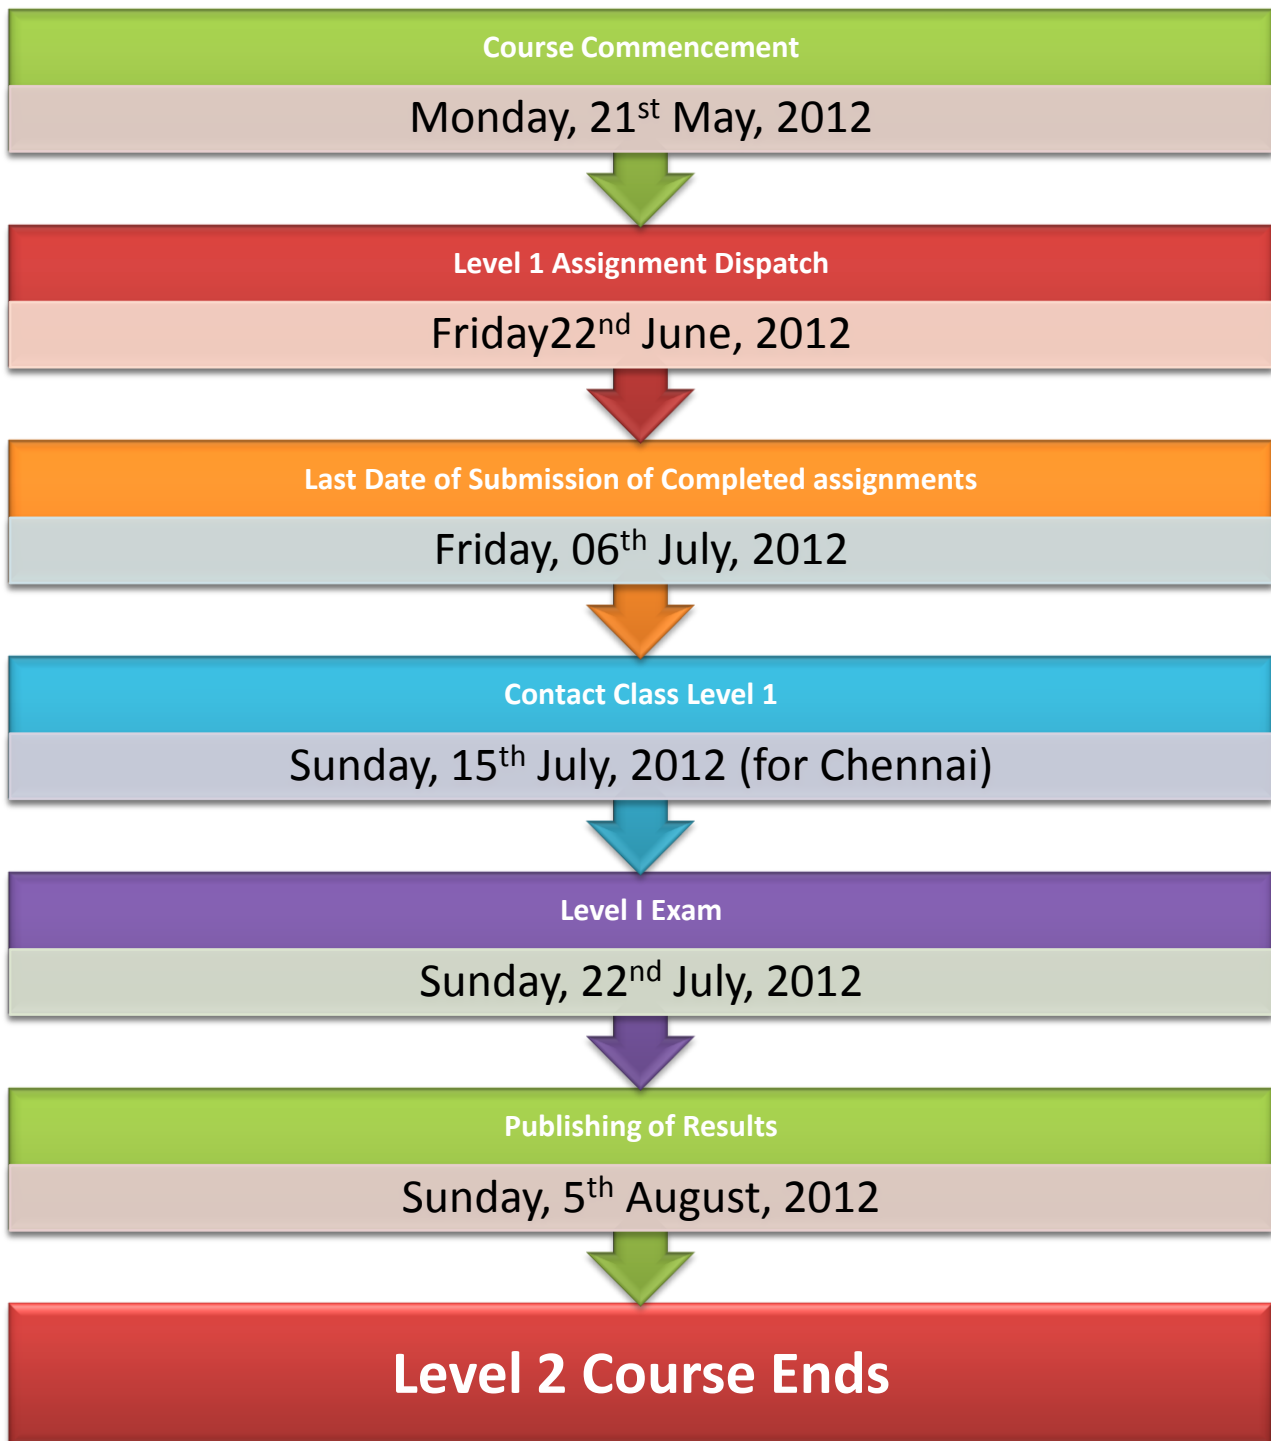 Course Commencement
Monday, 21st May, 2012
Level 1 Assignment Dispatch
Friday22nd June, 2012
Last Date of Submission of Completed assignments
Friday, 06th July, 2012
Contact Class Level 1
Sunday, 15th July, 2012 (for Chennai)
Level I Exam
Sunday, 22nd July, 2012
Publishing of Results
Sunday, 5th August, 2012
Level 2 Course Ends